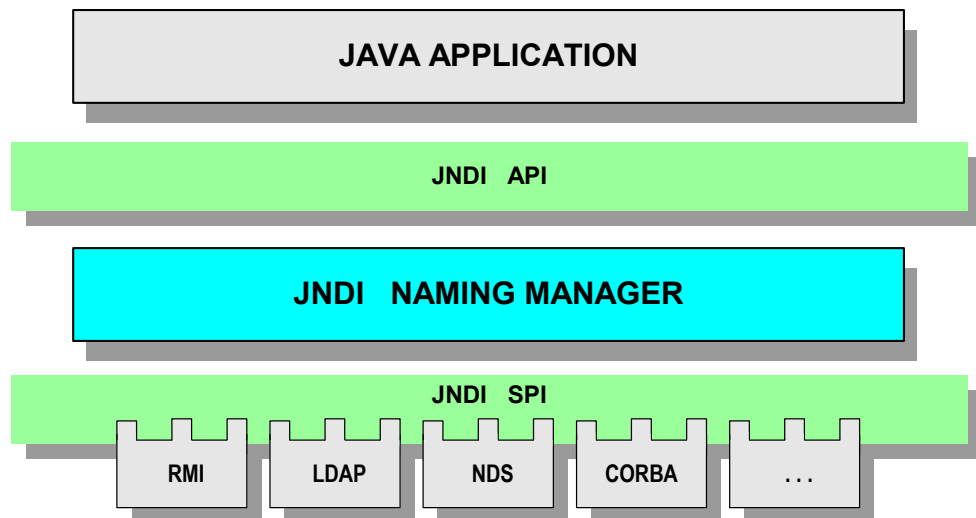 JAVA APPLICATION
JNDI API
JNDI NAMING MANAGER
JNDI SPI
RMI LDAP NDS CORBA . . .